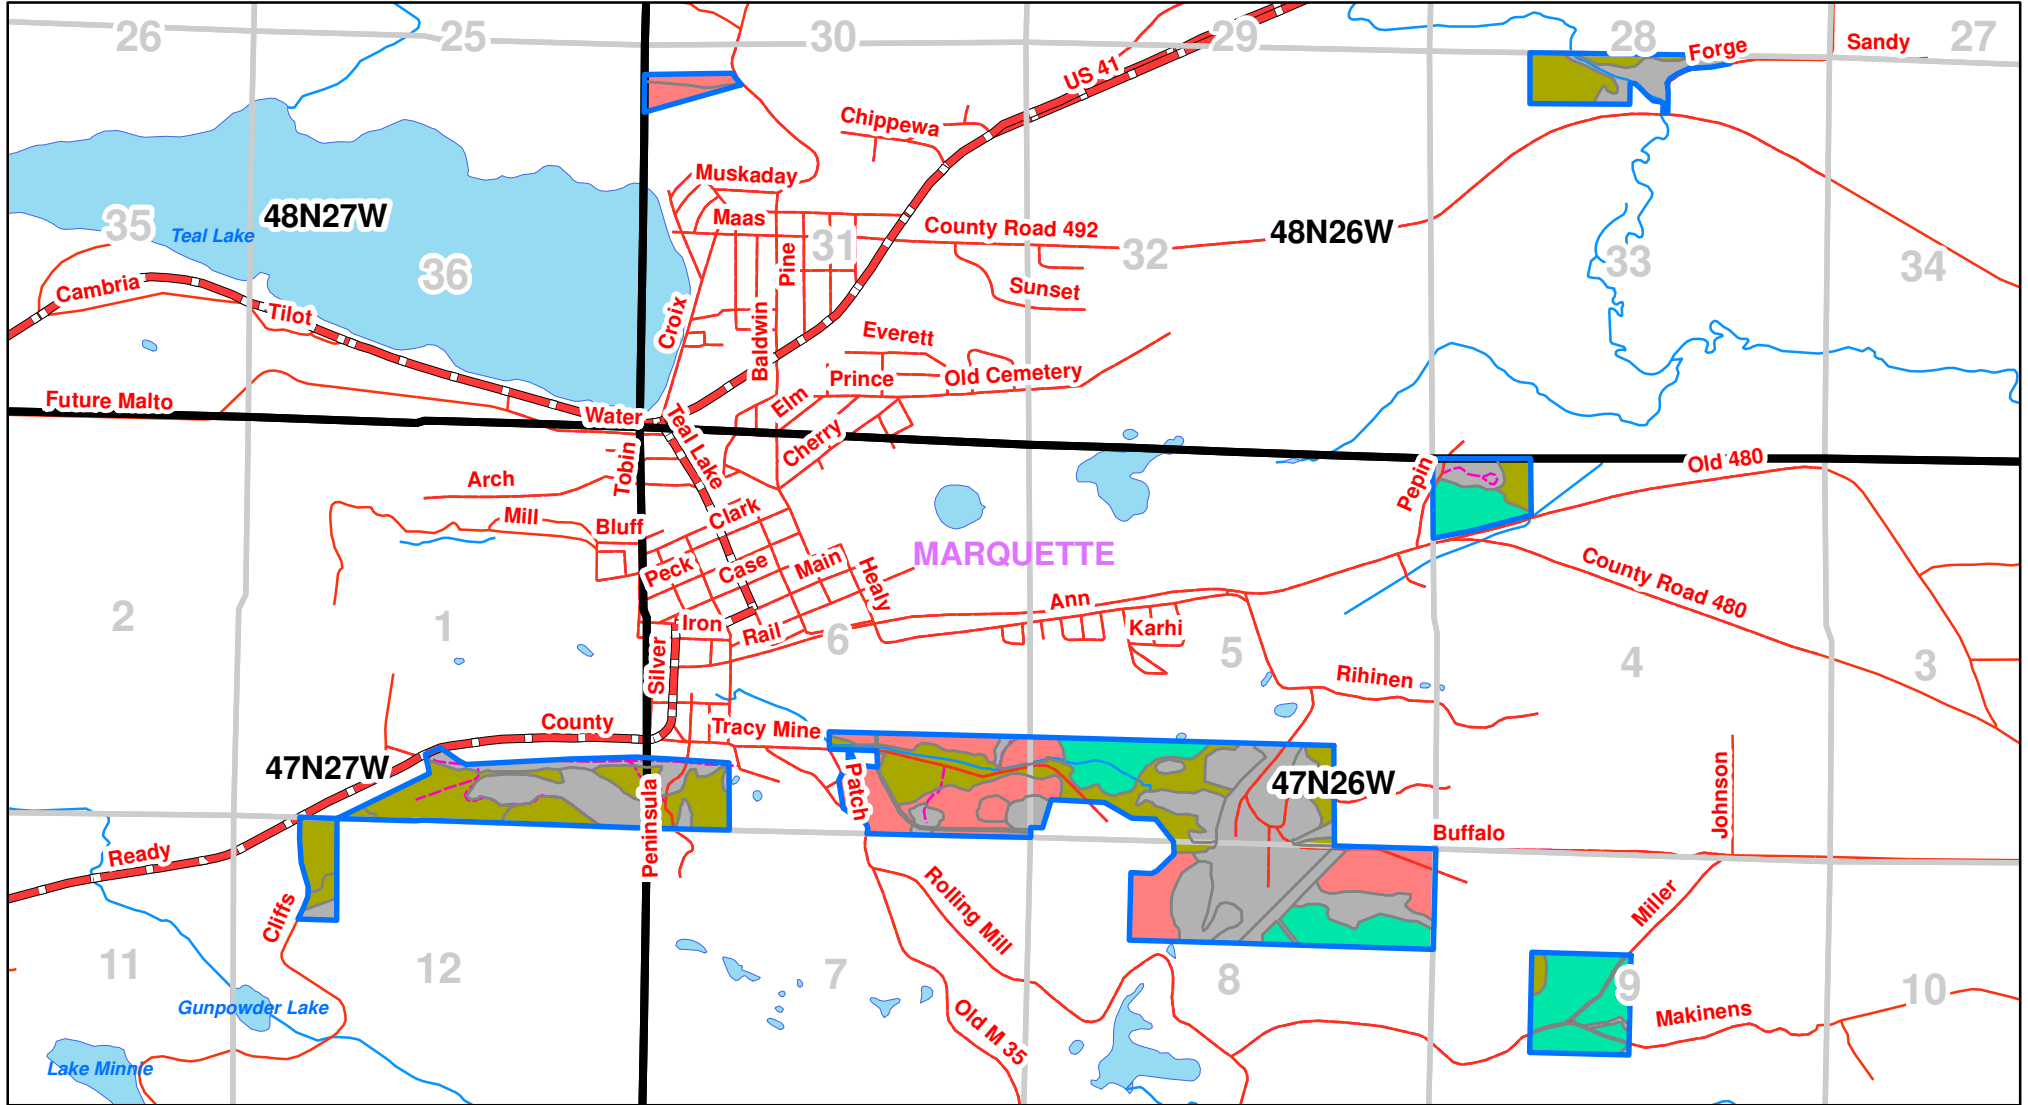 26
25
30
29
28
27
Forge
Sandy
US 41
Chippewa
Muskaday
Maas
48N27W
35
Teal Lake
36
Pine
31
County Road 492
32
48N26W
33
34
Cambria
Tilot
Croix
Baldwin
Sunset
Everett
Prince
Old Cemetery
Elm
Cherry
Future Malto
Water
Teal Lake
Tobin
Arch
Mill
Bluff
Clark
Peck
Case
Main
Healy
MARQUETTE
Pepin
Old 480
County Road 480
2
1
Iron
Rail
6
Ann
Karhi
5
4
3
Silver
Rihinen
County
Tracy Mine
47N27W
Patch
Peninsula
47N26W
Johnson
Buffalo
Ready
Cliffs
Rolling Mill
Miller
11
12
7
8
9
10
Gunpowder Lake
Old M 35
Makinens
Lake Minnie